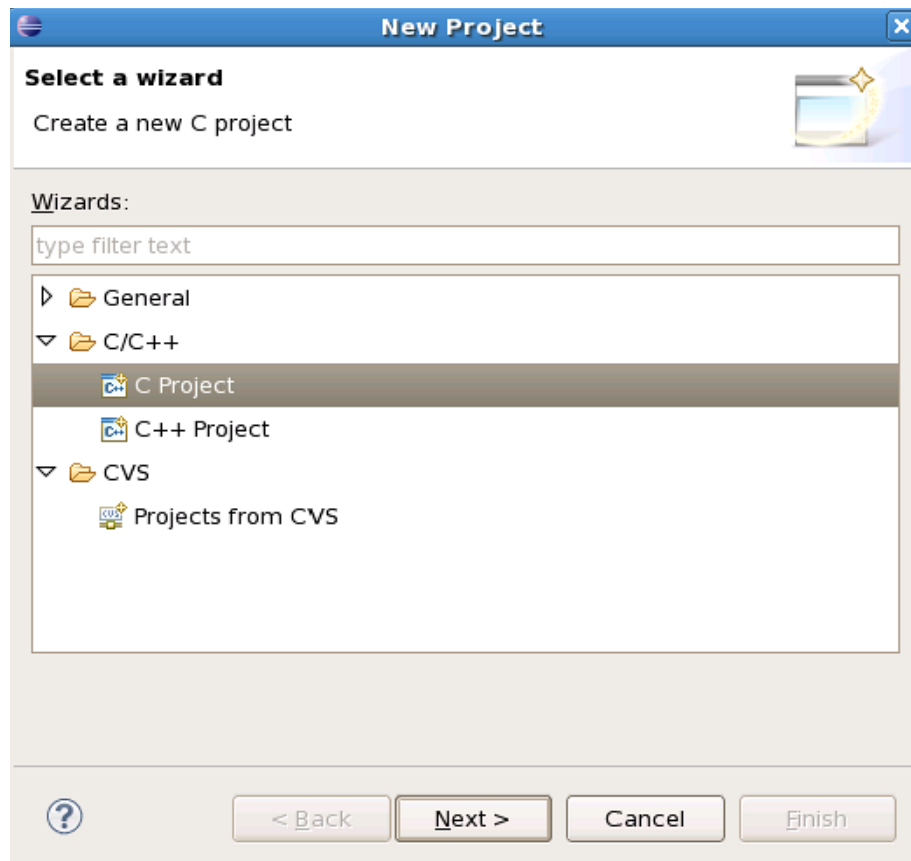 New Project
Select a wizard
Create a new C project
Wizards:
type filter text
General
C/C++
C Project
C++ Project
CVS
Projects from CVS
< Back Next > Cancel Finish